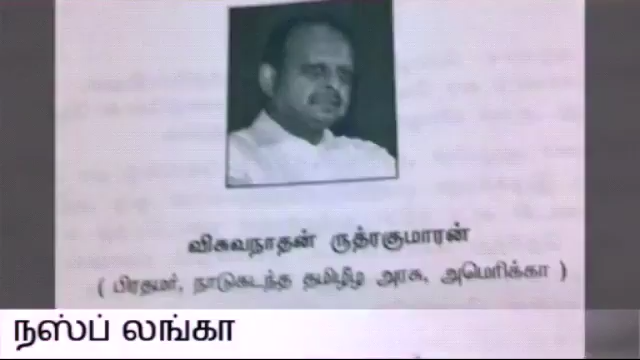 விசுவநாதன் ருத்ரகுமாரன்
( பிரதமர், நாடுகடந்த தமிழீழ அரசு, அமெரிக்கா )
நஸ்ப் லங்கா